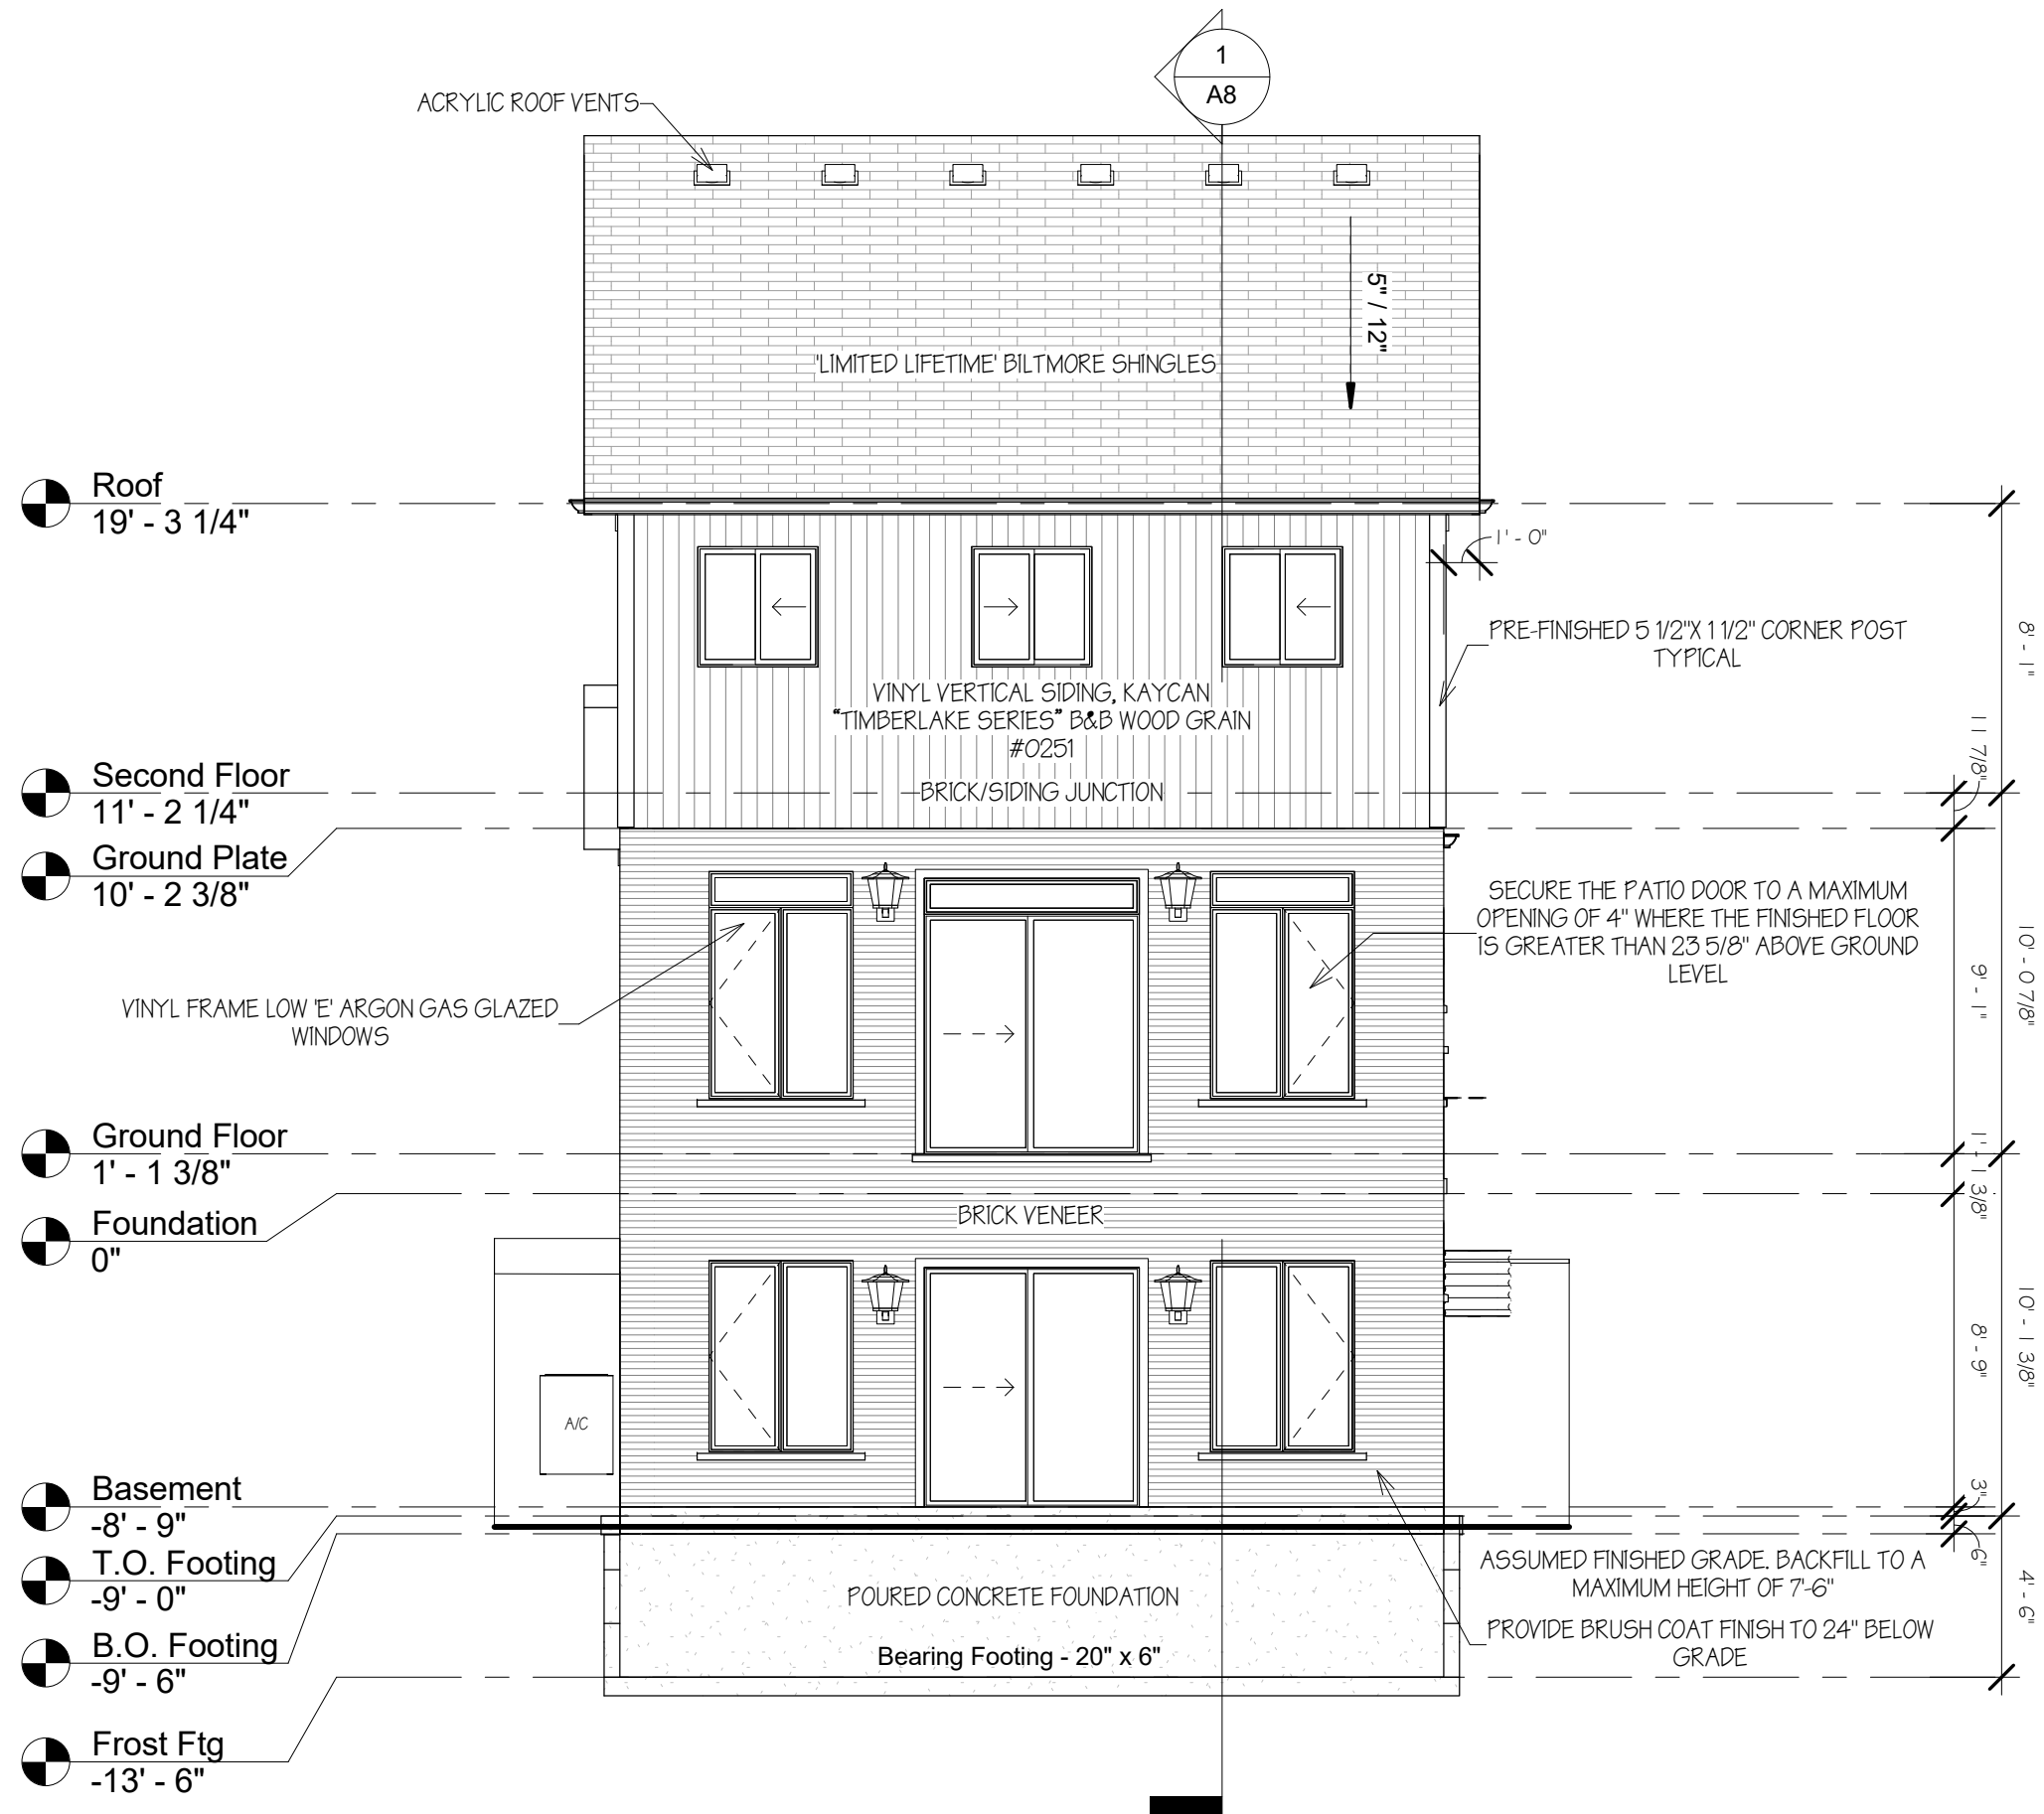 1
A8
ACRYLIC ROOF VENTS
5" / 12"
'LIMITED LIFETIME' BILTMORE SHINGLES
Roof
19' - 3 1/4"
1' - 0"
PRE-FINISHED 5 1/2"X 1 1/2" CORNER POST
TYPICAL
8' - 1"
VINYL VERTICAL SIDING, KAYCAN
"TIMBERLAKE SERIES" B&B WOOD GRAIN
#0251
11 7/8"
Second Floor
11' - 2 1/4"
BRICK/SIDING JUNCTION
Ground Plate
10' - 2 3/8"
SECURE THE PATIO DOOR TO A MAXIMUM
OPENING OF 4" WHERE THE FINISHED FLOOR
IS GREATER THAN 23 5/8" ABOVE GROUND
LEVEL
9' - 1"
10' - 0 7/8"
VINYL FRAME LOW 'E' ARGON GAS GLAZED
WINDOWS
Ground Floor
1' - 1 3/8"
1' - 1 3/8"
Foundation
0"
BRICK VENEER
8' - 9"
10' - 1 3/8"
A/C
Basement
-8' - 9"
3"
T.O. Footing
-9' - 0"
6"
ASSUMED FINISHED GRADE. BACKFILL TO A
MAXIMUM HEIGHT OF 7'-6"
4' - 6"
POURED CONCRETE FOUNDATION
B.O. Footing
-9' - 6"
PROVIDE BRUSH COAT FINISH TO 24" BELOW
GRADE
Bearing Footing - 20" x 6"
Frost Ftg
-13' - 6"